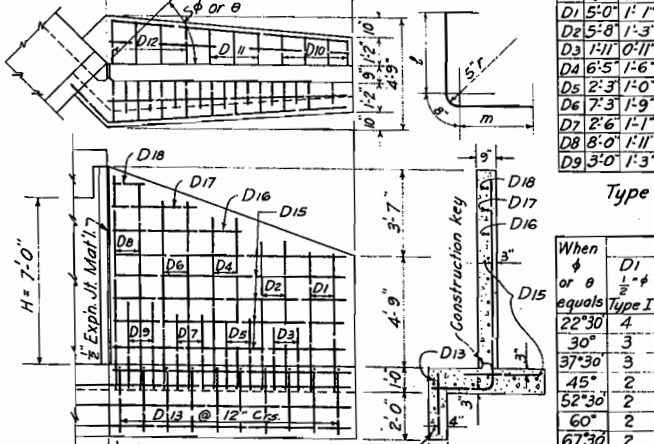 φ or θ
D12
D11
D10
10"
1'-2"
9"
1'-2"
10"
4'-9"
l
5" r
8"
m
D1 5'-0" 1'-1"
D2 5'-8" 1'-3"
D3 1'-11" 0'-11"
D4 6'-5" 1'-6"
D5 2'-3" 1'-0"
D6 7'-3" 1'-9"
D7 2'-6" 1'-1"
D8 8'-0" 1'-11"
D9 3'-0" 1'-3"
Type
D18
D17
D16
D15
D8
D6
D4
D2
D1
D9
D7
D5
D3
H = 7'-0"
1/2" Exp'n. Jt. Mat'l.
D13 @ 12" Crs.
3'-7"
4'-9"
1'-0"
2'-0"
9"
D18
D17
D16
3"
D15
Construction key
D13
3"
3"
4"
When φ or θ equals
D1 1/2" φ Type I
22°30' 4
30° 3
37°30' 3
45° 2
52°30' 2
60° 2
67°30' 2